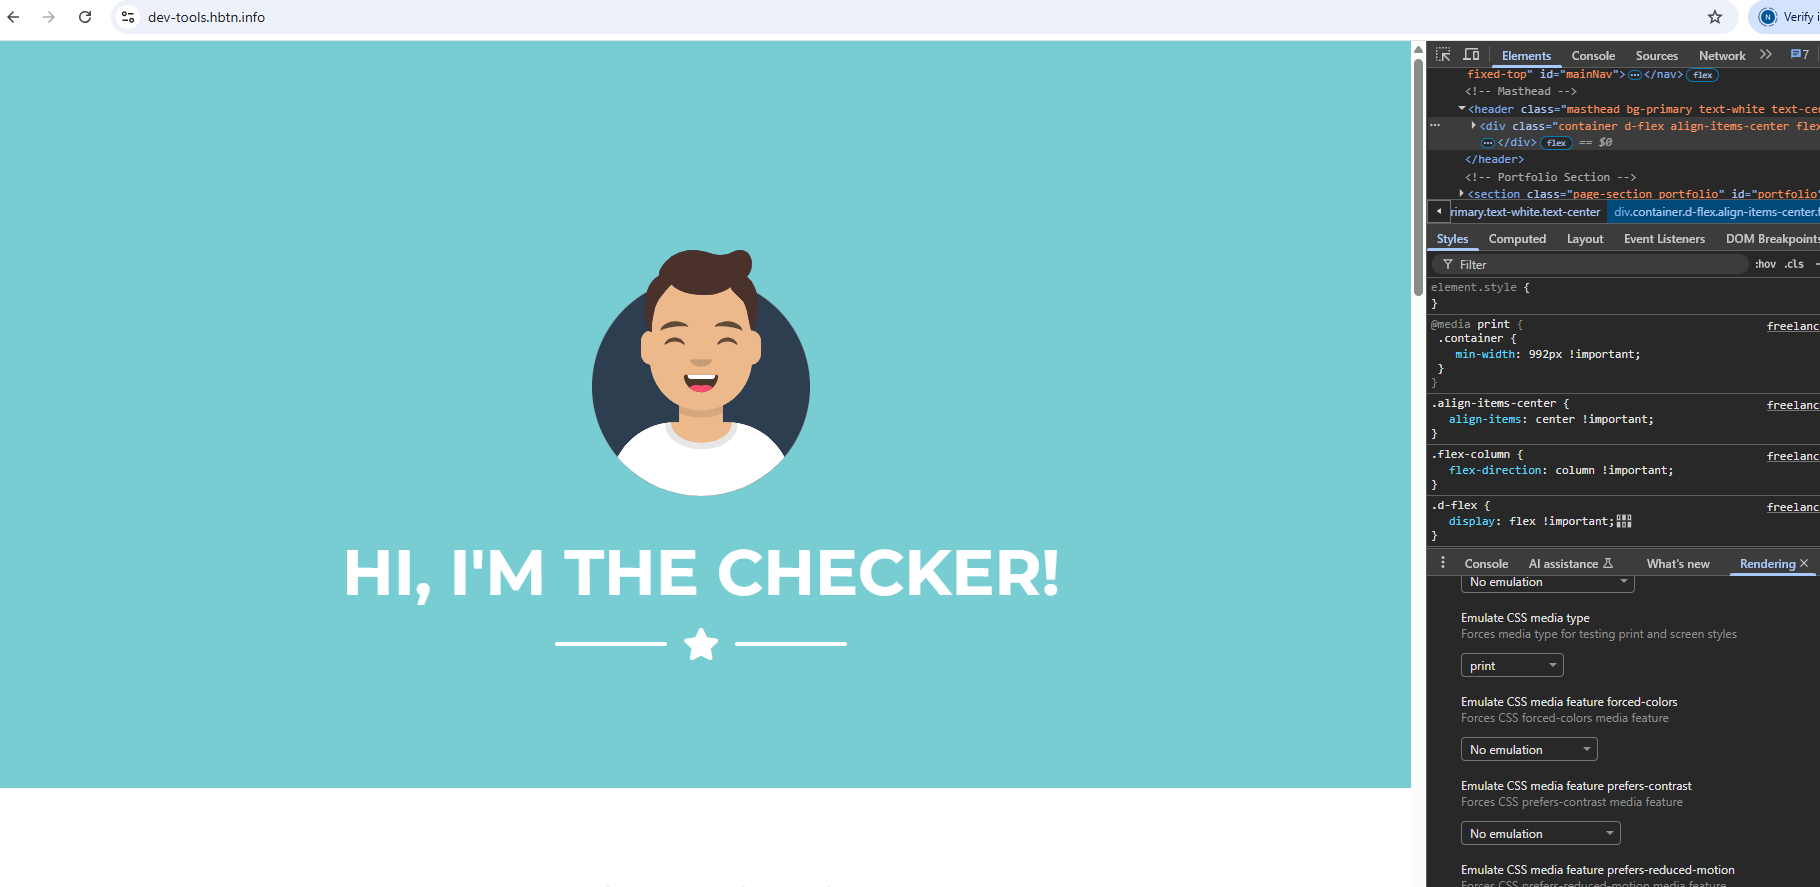 dev-tools.hbtn.info
N Verify i
Elements Console Sources Network 7
fixed-top" id="mainNav">…</nav> flex
<!-- Masthead -->
<header class="masthead bg-primary text-white text-cen
… <div class="container d-flex align-items-center flex
… </div> flex == $0
</header>
<!-- Portfolio Section -->
<section class="page-section portfolio" id="portfolio"
rimary.text-white.text-center div.container.d-flex.align-items-center.f
Styles Computed Layout Event Listeners DOM Breakpoints
Filter :hov .cls
element.style {
}
@media print {
freelanc
.container {
min-width: 992px !important;
}
}
.align-items-center {
freelanc
align-items: center !important;
}
.flex-column {
freelanc
flex-direction: column !important;
}
.d-flex {
freelanc
display: flex !important;
}
Console AI assistance What's new Rendering
No emulation
Emulate CSS media type
Forces media type for testing print and screen styles
print
Emulate CSS media feature forced-colors
Forces CSS forced-colors media feature
No emulation
Emulate CSS media feature prefers-contrast
Forces CSS prefers-contrast media feature
No emulation
Emulate CSS media feature prefers-reduced-motion
Forces CSS prefers-reduced-motion media feature
HI, I'M THE CHECKER!